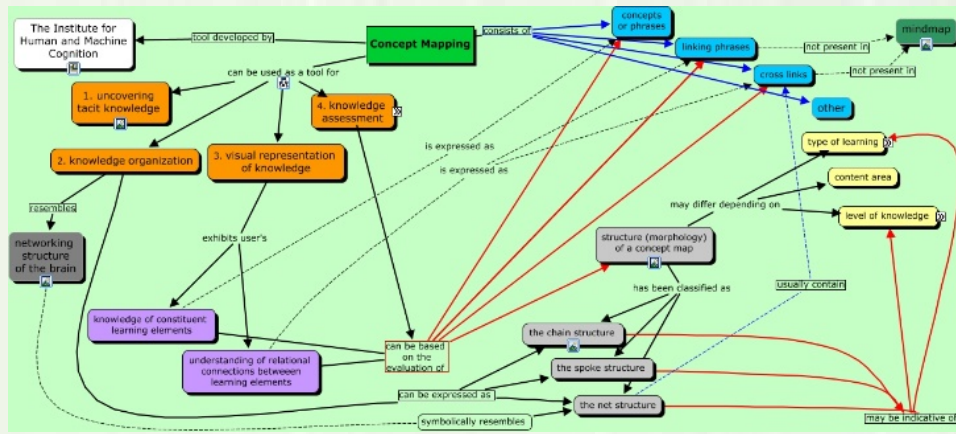 The Institute for
Human and Machine
Cognition
tool developed by
Concept Mapping
consists of
concepts
or phrases
linking phrases
cross links
other
not present in
not present in
mindmap
can be used as a tool for
1. uncovering
tacit knowledge
2. knowledge organization
3. visual representation
of knowledge
4. knowledge
assessment
is expressed as
is expressed as
type of learning
content area
level of knowledge
may differ depending on
resembles
networking
structure
of the brain
exhibits user's
structure (morphology)
of a concept map
has been classified as
usually contain
knowledge of constituent
learning elements
understanding of relational
connections betweeen
learning elements
can be based
on the
evaluation of
the chain structure
the spoke structure
the net structure
can be expressed as
symbolically resembles
may be indicative of